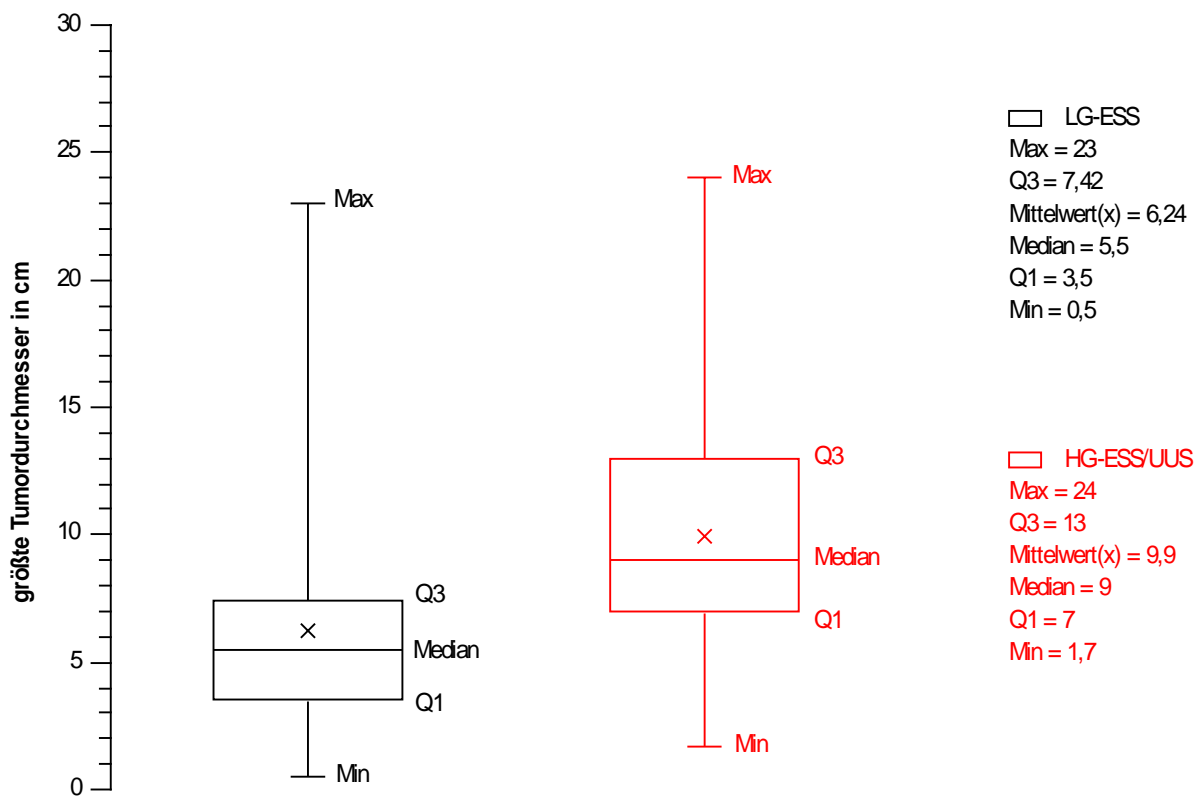 größte Tumordurchmesser in cm
30
25
20
15
10
5
0
Max
Q3
Median
Q1
Min
Max
Q3
Median
Q1
Min
LG-ESS
Max = 23
Q3 = 7,42
Mittelwert(x) = 6,24
Median = 5,5
Q1 = 3,5
Min = 0,5
HG-ESS/UUS
Max = 24
Q3 = 13
Mittelwert(x) = 9,9
Median = 9
Q1 = 7
Min = 1,7